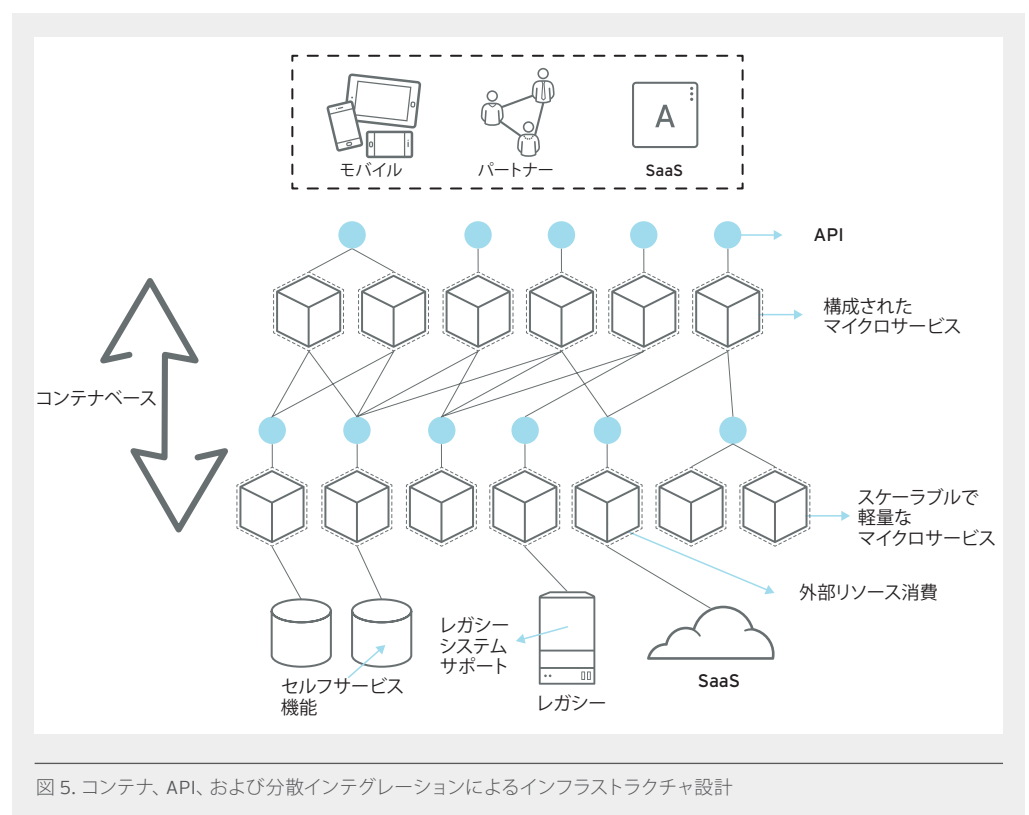 A
モバイル
パートナー
SaaS
API
構成された
マイクロサービス
コンテナベース
スケーラブルで
軽量な
マイクロサービス
外部リソース消費
レガシー
システム
サポート
セルフサービス
機能
レガシー
SaaS
図 5. コンテナ、API、および分散インテグレーションによるインフラストラクチャ設計